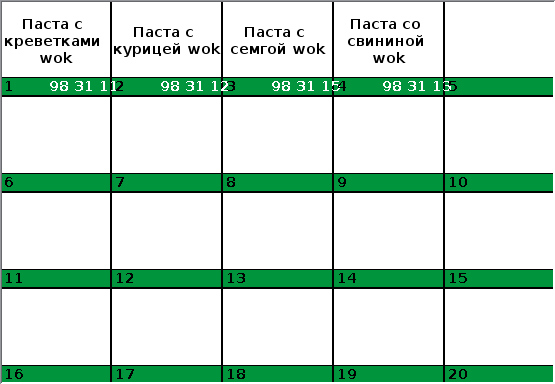 Паста с
креветками
wok
1 98 31 11
Паста с
курицей wok
2 98 31 12
Паста с
семгой wok
3 98 31 15
Паста со
свининой
wok
4 98 31 13
5
6
7
8
9
10
11
12
13
14
15
16
17
18
19
20